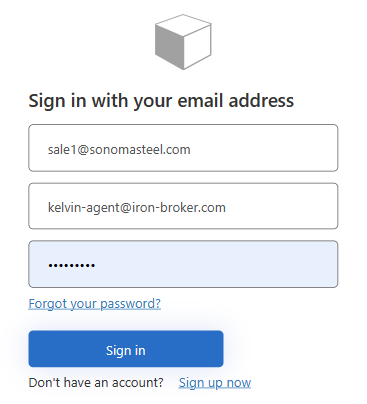 Sign in with your email address
sale1@sonomasteel.com
kelvin-agent@iron-broker.com
•••••••••
Forgot your password?
Sign in
Don't have an account? Sign up now